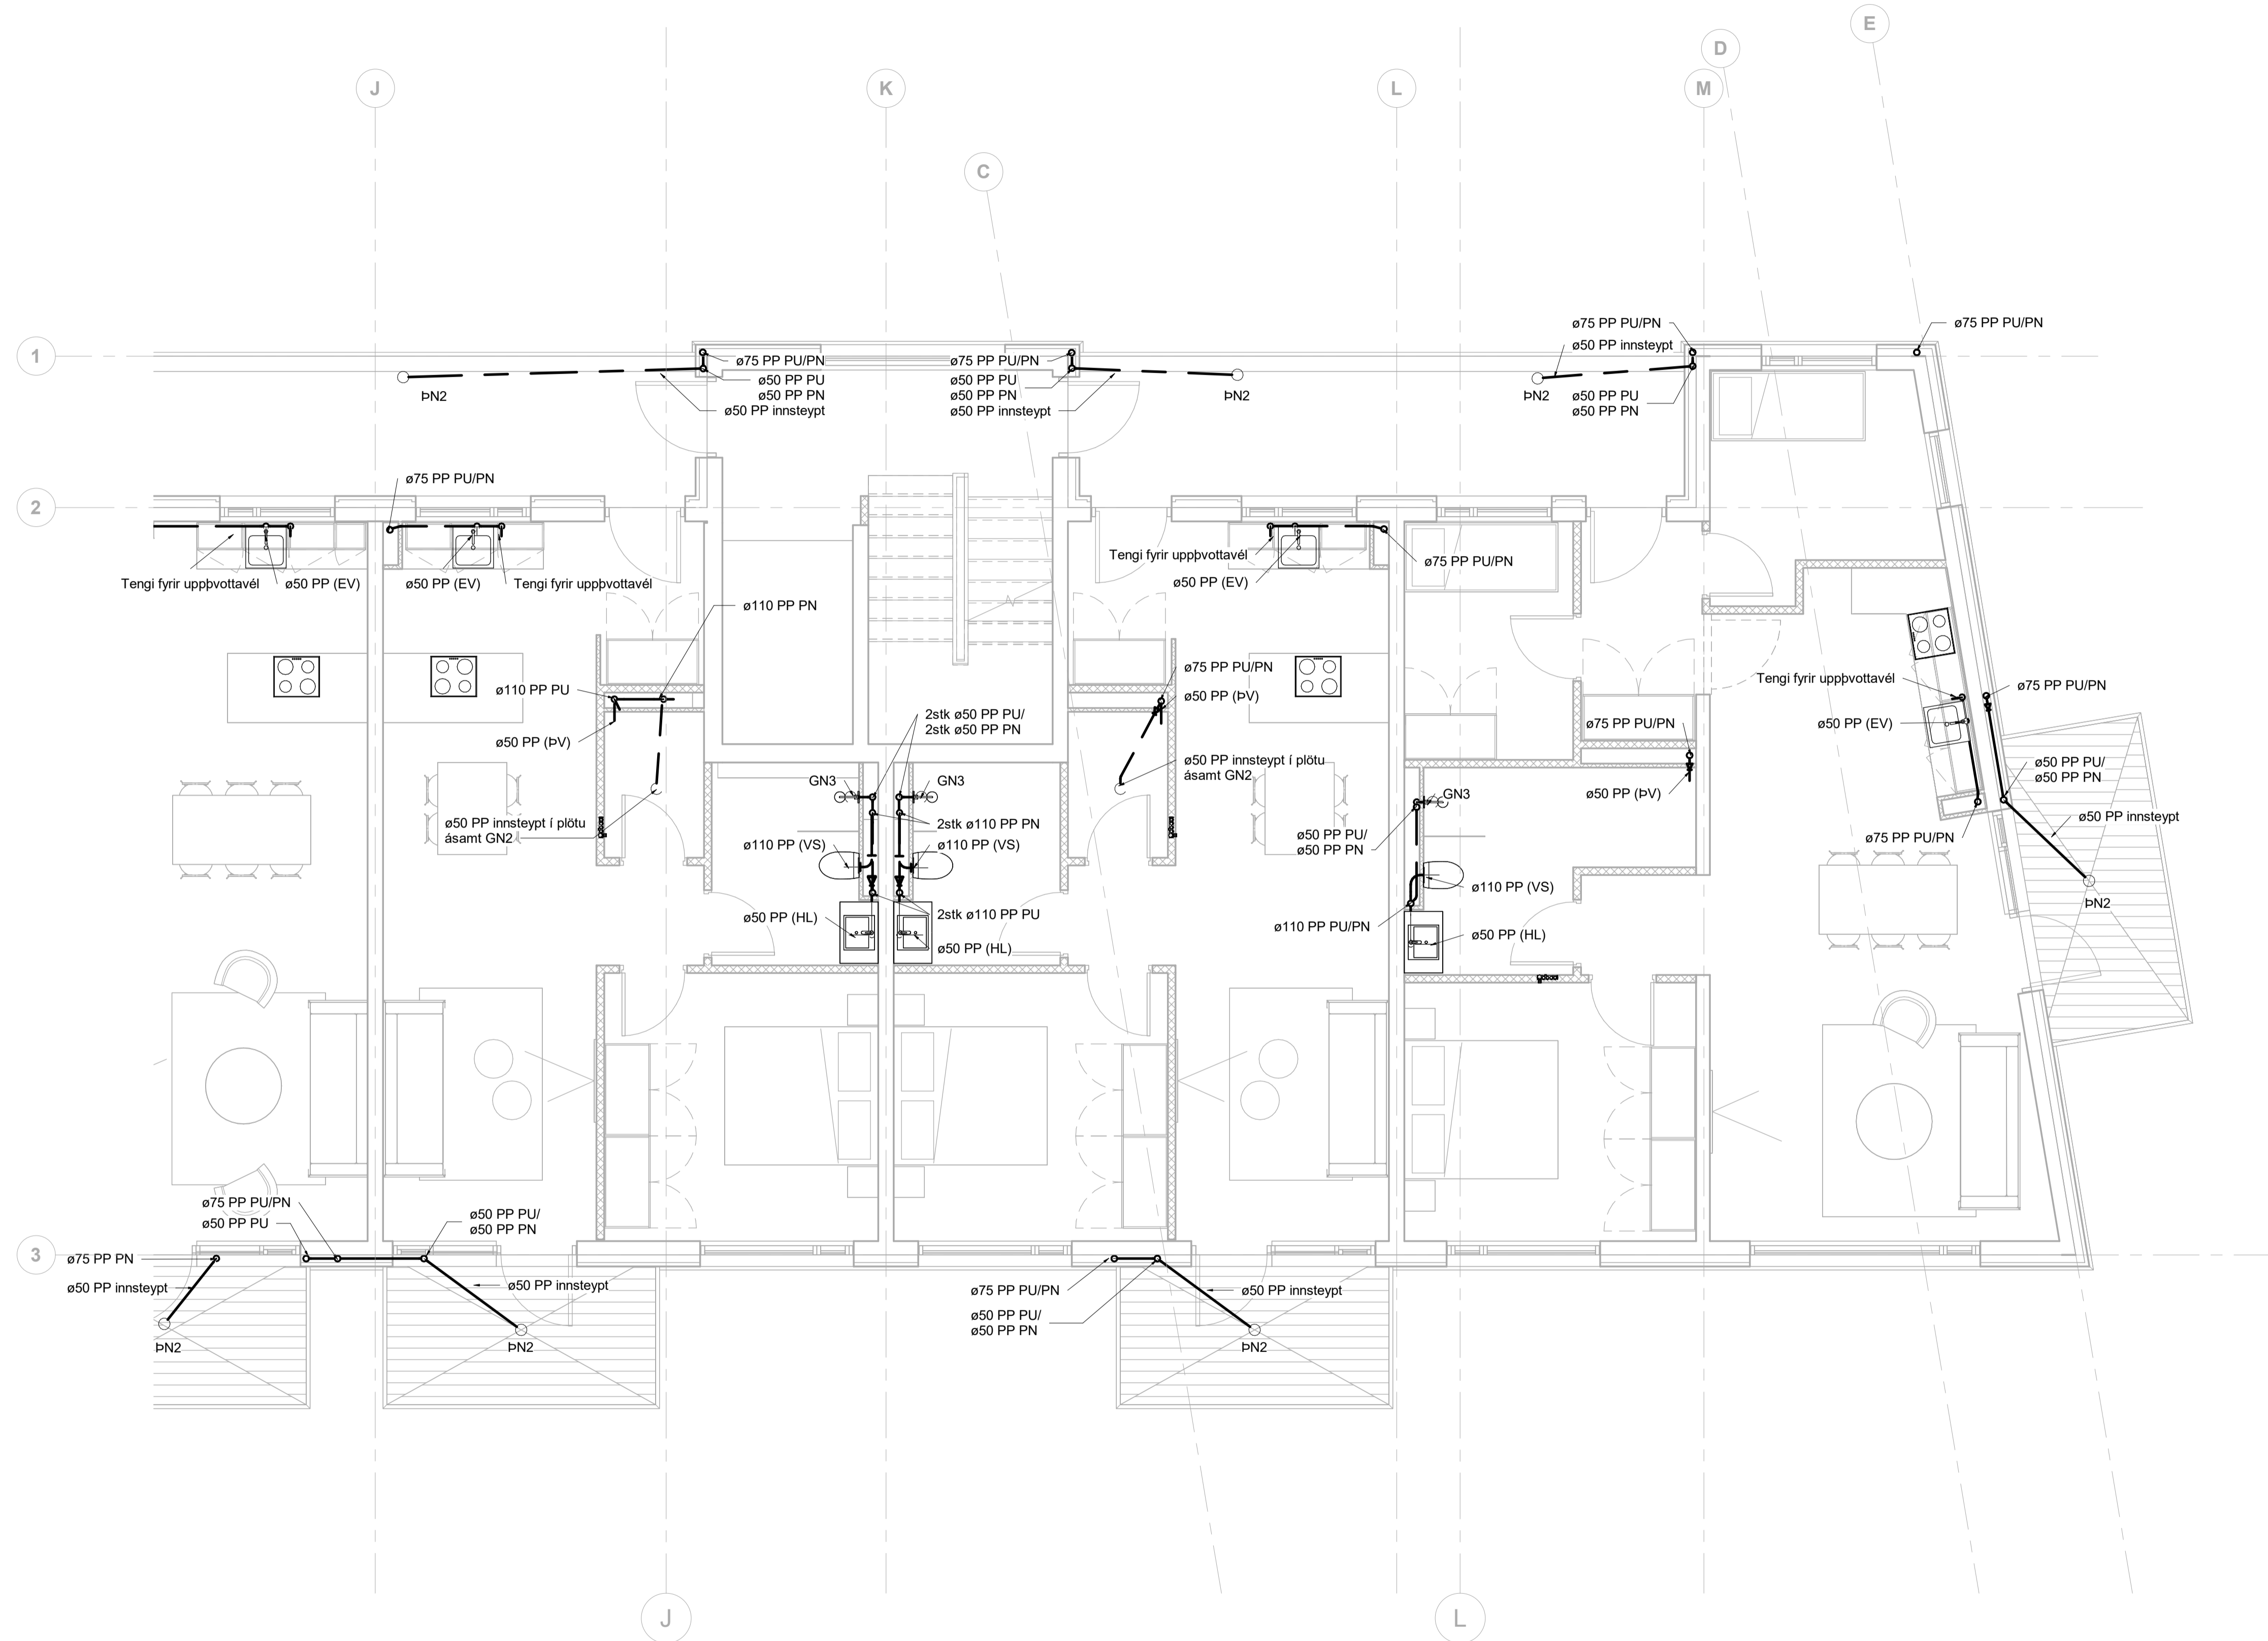 E
D
J
K
L
M
C
ø75 PP PU/PN
ø75 PP PU/PN
ø50 PP innsteypt
1
ø75 PP PU/PN
ø75 PP PU/PN
ø50 PP PU
ø50 PP PN
ø50 PP innsteypt
ø50 PP PU
ø50 PP PN
ø50 PP innsteypt
ÞN2
ÞN2
ÞN2
ø50 PP PU
ø50 PP PN
ø75 PP PU/PN
2
Tengi fyrir uppþvottavél
ø50 PP (EV)
ø50 PP (EV)
Tengi fyrir uppþvottavél
Tengi fyrir uppþvottavél
ø50 PP (EV)
ø75 PP PU/PN
ø110 PP PN
ø110 PP PU
ø50 PP (ÞV)
ø75 PP PU/PN
ø50 PP (ÞV)
2stk ø50 PP PU/
2stk ø50 PP PN
ø50 PP innsteypt í plötu
ásamt GN2
Tengi fyrir uppþvottavél
ø50 PP (EV)
ø75 PP PU/PN
ø75 PP PU/PN
ø50 PP (ÞV)
ø50 PP PU/
ø50 PP PN
GN3
GN3
GN3
ø50 PP innsteypt í plötu
ásamt GN2
2stk ø110 PP PN
ø110 PP (VS)
ø110 PP (VS)
ø50 PP PU/
ø50 PP PN
ø50 PP innsteypt
ø75 PP PU/PN
ø110 PP (VS)
ø50 PP (HL)
2stk ø110 PP PU
ø50 PP (HL)
ø110 PP PU/PN
ø50 PP (HL)
ÞN2
ø75 PP PU/PN
ø50 PP PU
ø50 PP PU/
ø50 PP PN
3
ø75 PP PN
ø50 PP innsteypt
ø50 PP innsteypt
ø75 PP PU/PN
ø50 PP PU/
ø50 PP PN
ø50 PP innsteypt
ÞN2
ÞN2
ÞN2
J
L